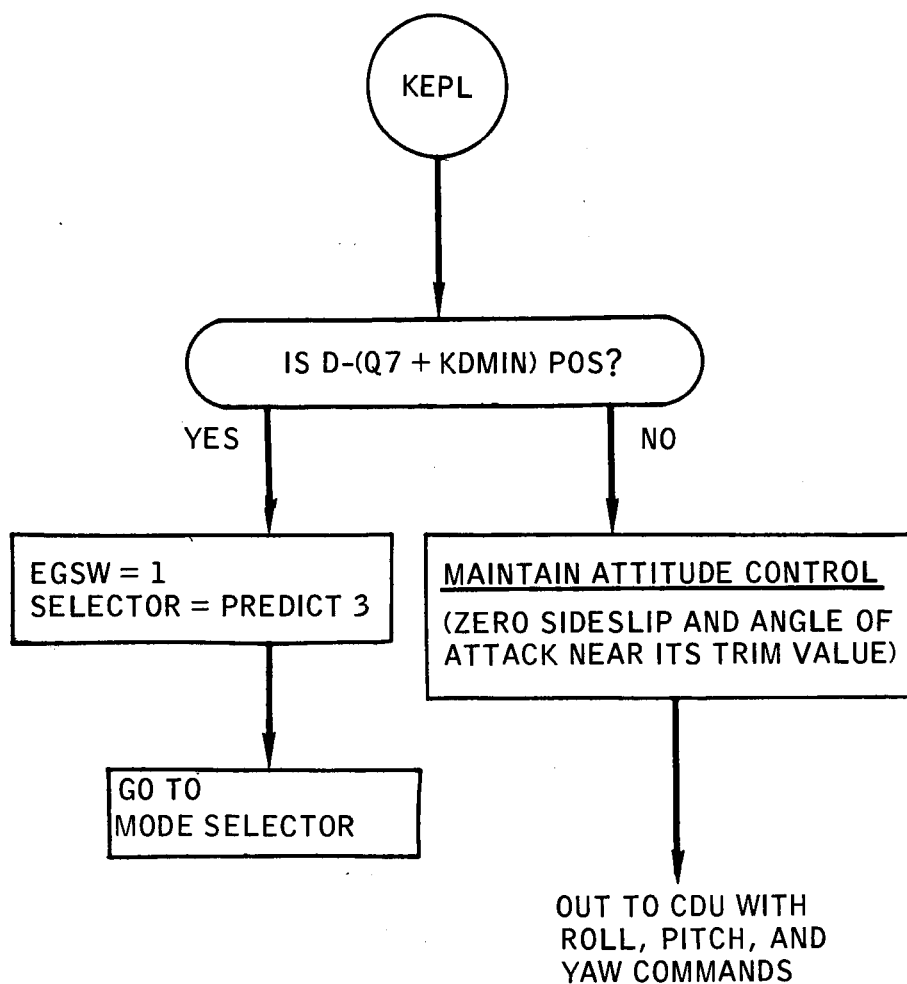 KEPL
IS D-(Q7 + KDMIN) POS?
YES
NO
EGSW = 1
SELECTOR = PREDICT 3
GO TO
MODE SELECTOR
MAINTAIN ATTITUDE CONTROL
(ZERO SIDESLIP AND ANGLE OF
ATTACK NEAR ITS TRIM VALUE)
OUT TO CDU WITH
ROLL, PITCH, AND
YAW COMMANDS